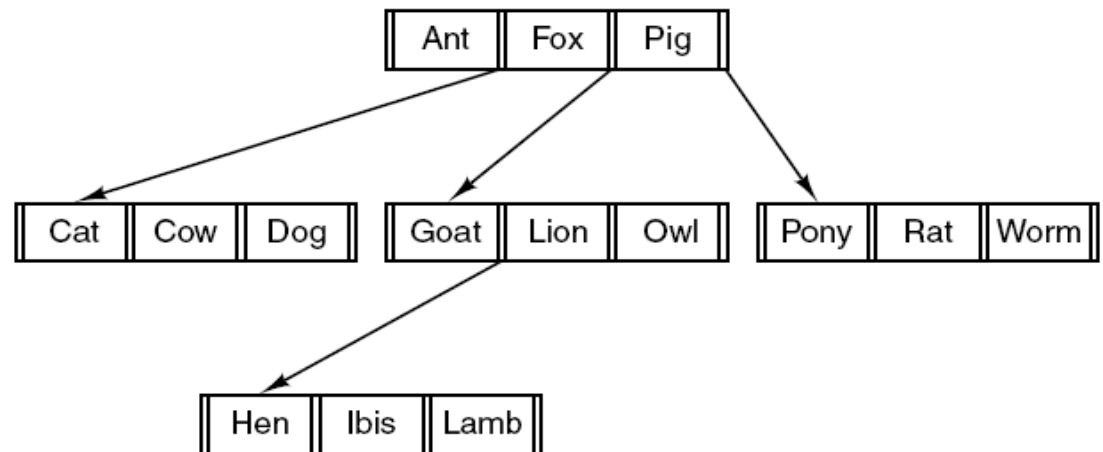 Ant Fox Pig
Cat Cow Dog Goat Lion Owl Pony Rat Worm
Hen Ibis Lamb